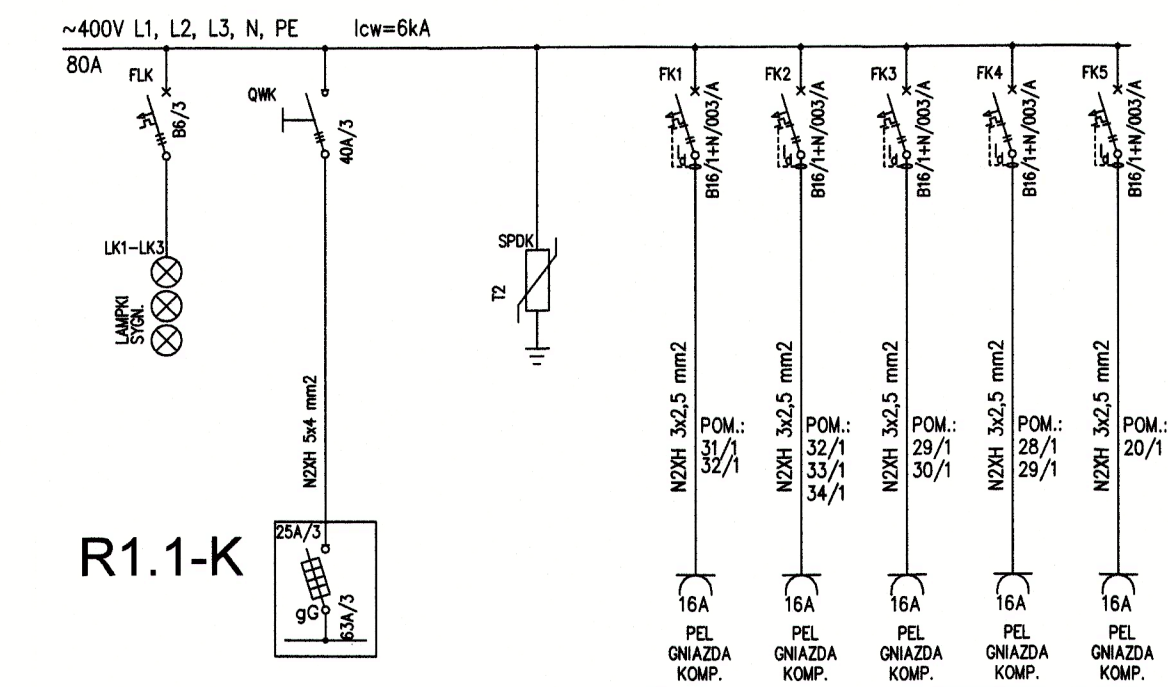 ~400V L1, L2, L3, N, PE Icw=6kA
80A
FLK
B6/3
LK1-LK3
LAMPKI
SYGN.
QWK
40A/3
N2XH 5x4 mm2
R1.1-K
25A/3
gG
63A/3
SPDK
T2
FK1
B16/1+N/003/A
Id
N2XH 3x2,5 mm2
POM.:
31/1
32/1
16A
PEL
GNIAZDA
KOMP.
FK2
B16/1+N/003/A
Id
N2XH 3x2,5 mm2
POM.:
32/1
33/1
34/1
16A
PEL
GNIAZDA
KOMP.
FK3
B16/1+N/003/A
Id
N2XH 3x2,5 mm2
POM.:
29/1
30/1
16A
PEL
GNIAZDA
KOMP.
FK4
B16/1+N/003/A
Id
N2XH 3x2,5 mm2
POM.:
28/1
29/1
16A
PEL
GNIAZDA
KOMP.
FK5
B16/1+N/003/A
Id
N2XH 3x2,5 mm2
POM.:
20/1
16A
PEL
GNIAZDA
KOMP.